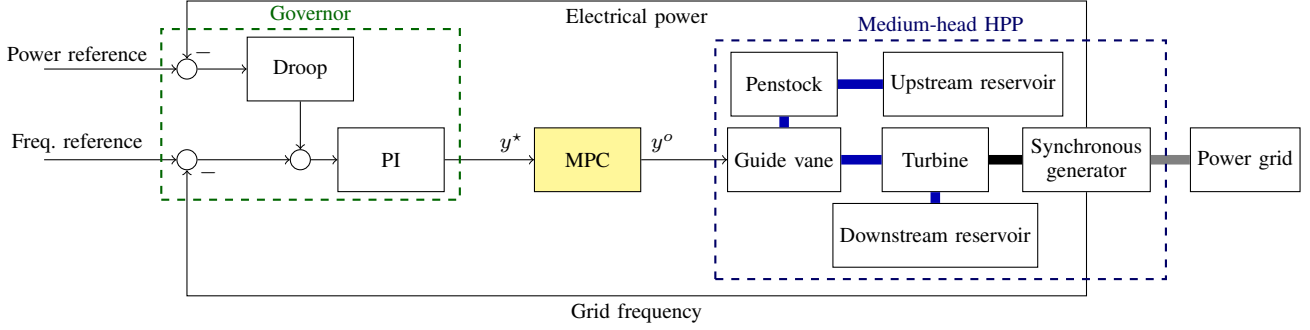 Electrical power
Governor
Medium-head HPP
Power reference
−
Droop
Penstock
Upstream reservoir
Freq. reference
−
PI
y⋆
MPC
yᵒ
Guide vane
Turbine
Synchronous
generator
Power grid
Downstream reservoir
Grid frequency